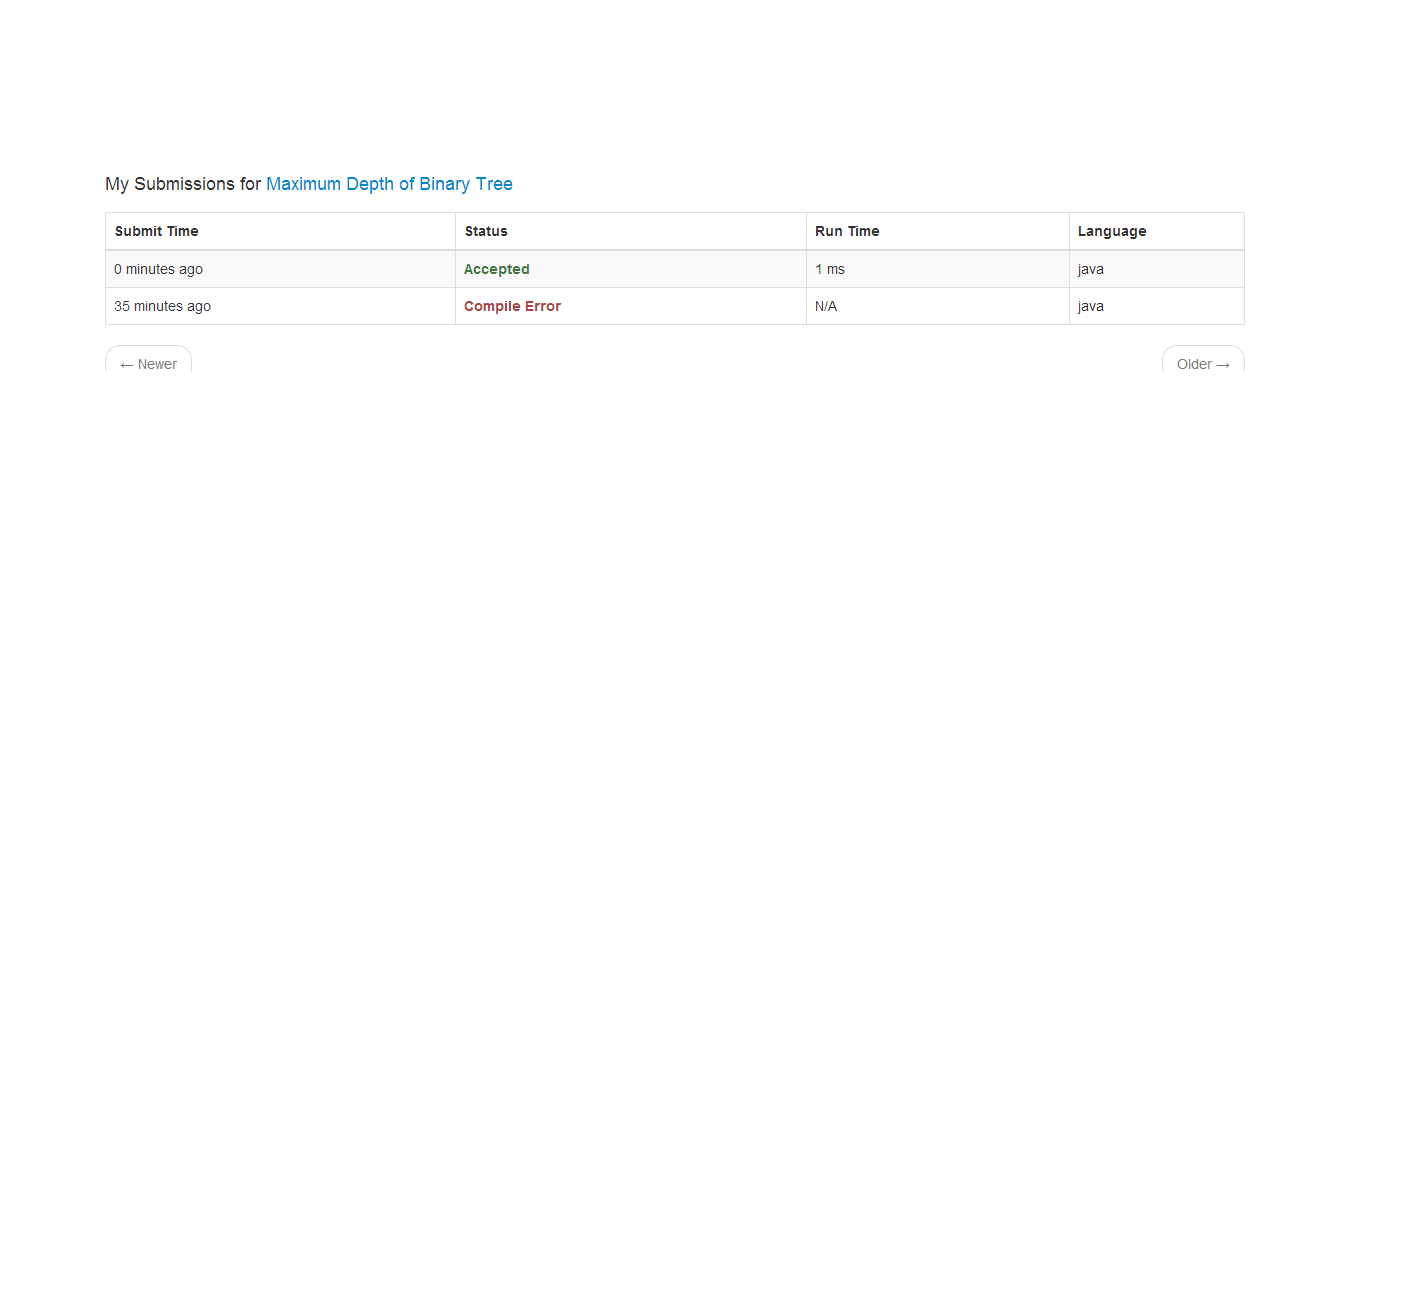 My Submissions for Maximum Depth of Binary Tree
Submit Time Status Run Time Language
0 minutes ago Accepted 1 ms java
35 minutes ago Compile Error N/A java
← Newer Older →